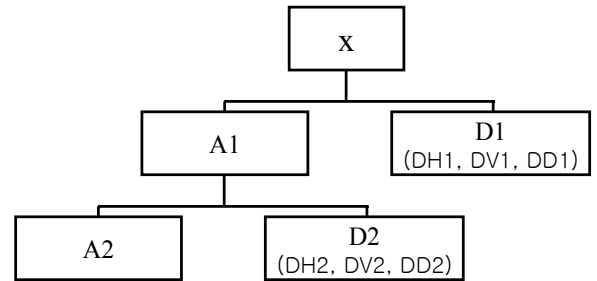 x
A1
D1
(DH1, DV1, DD1)
A2
D2
(DH2, DV2, DD2)